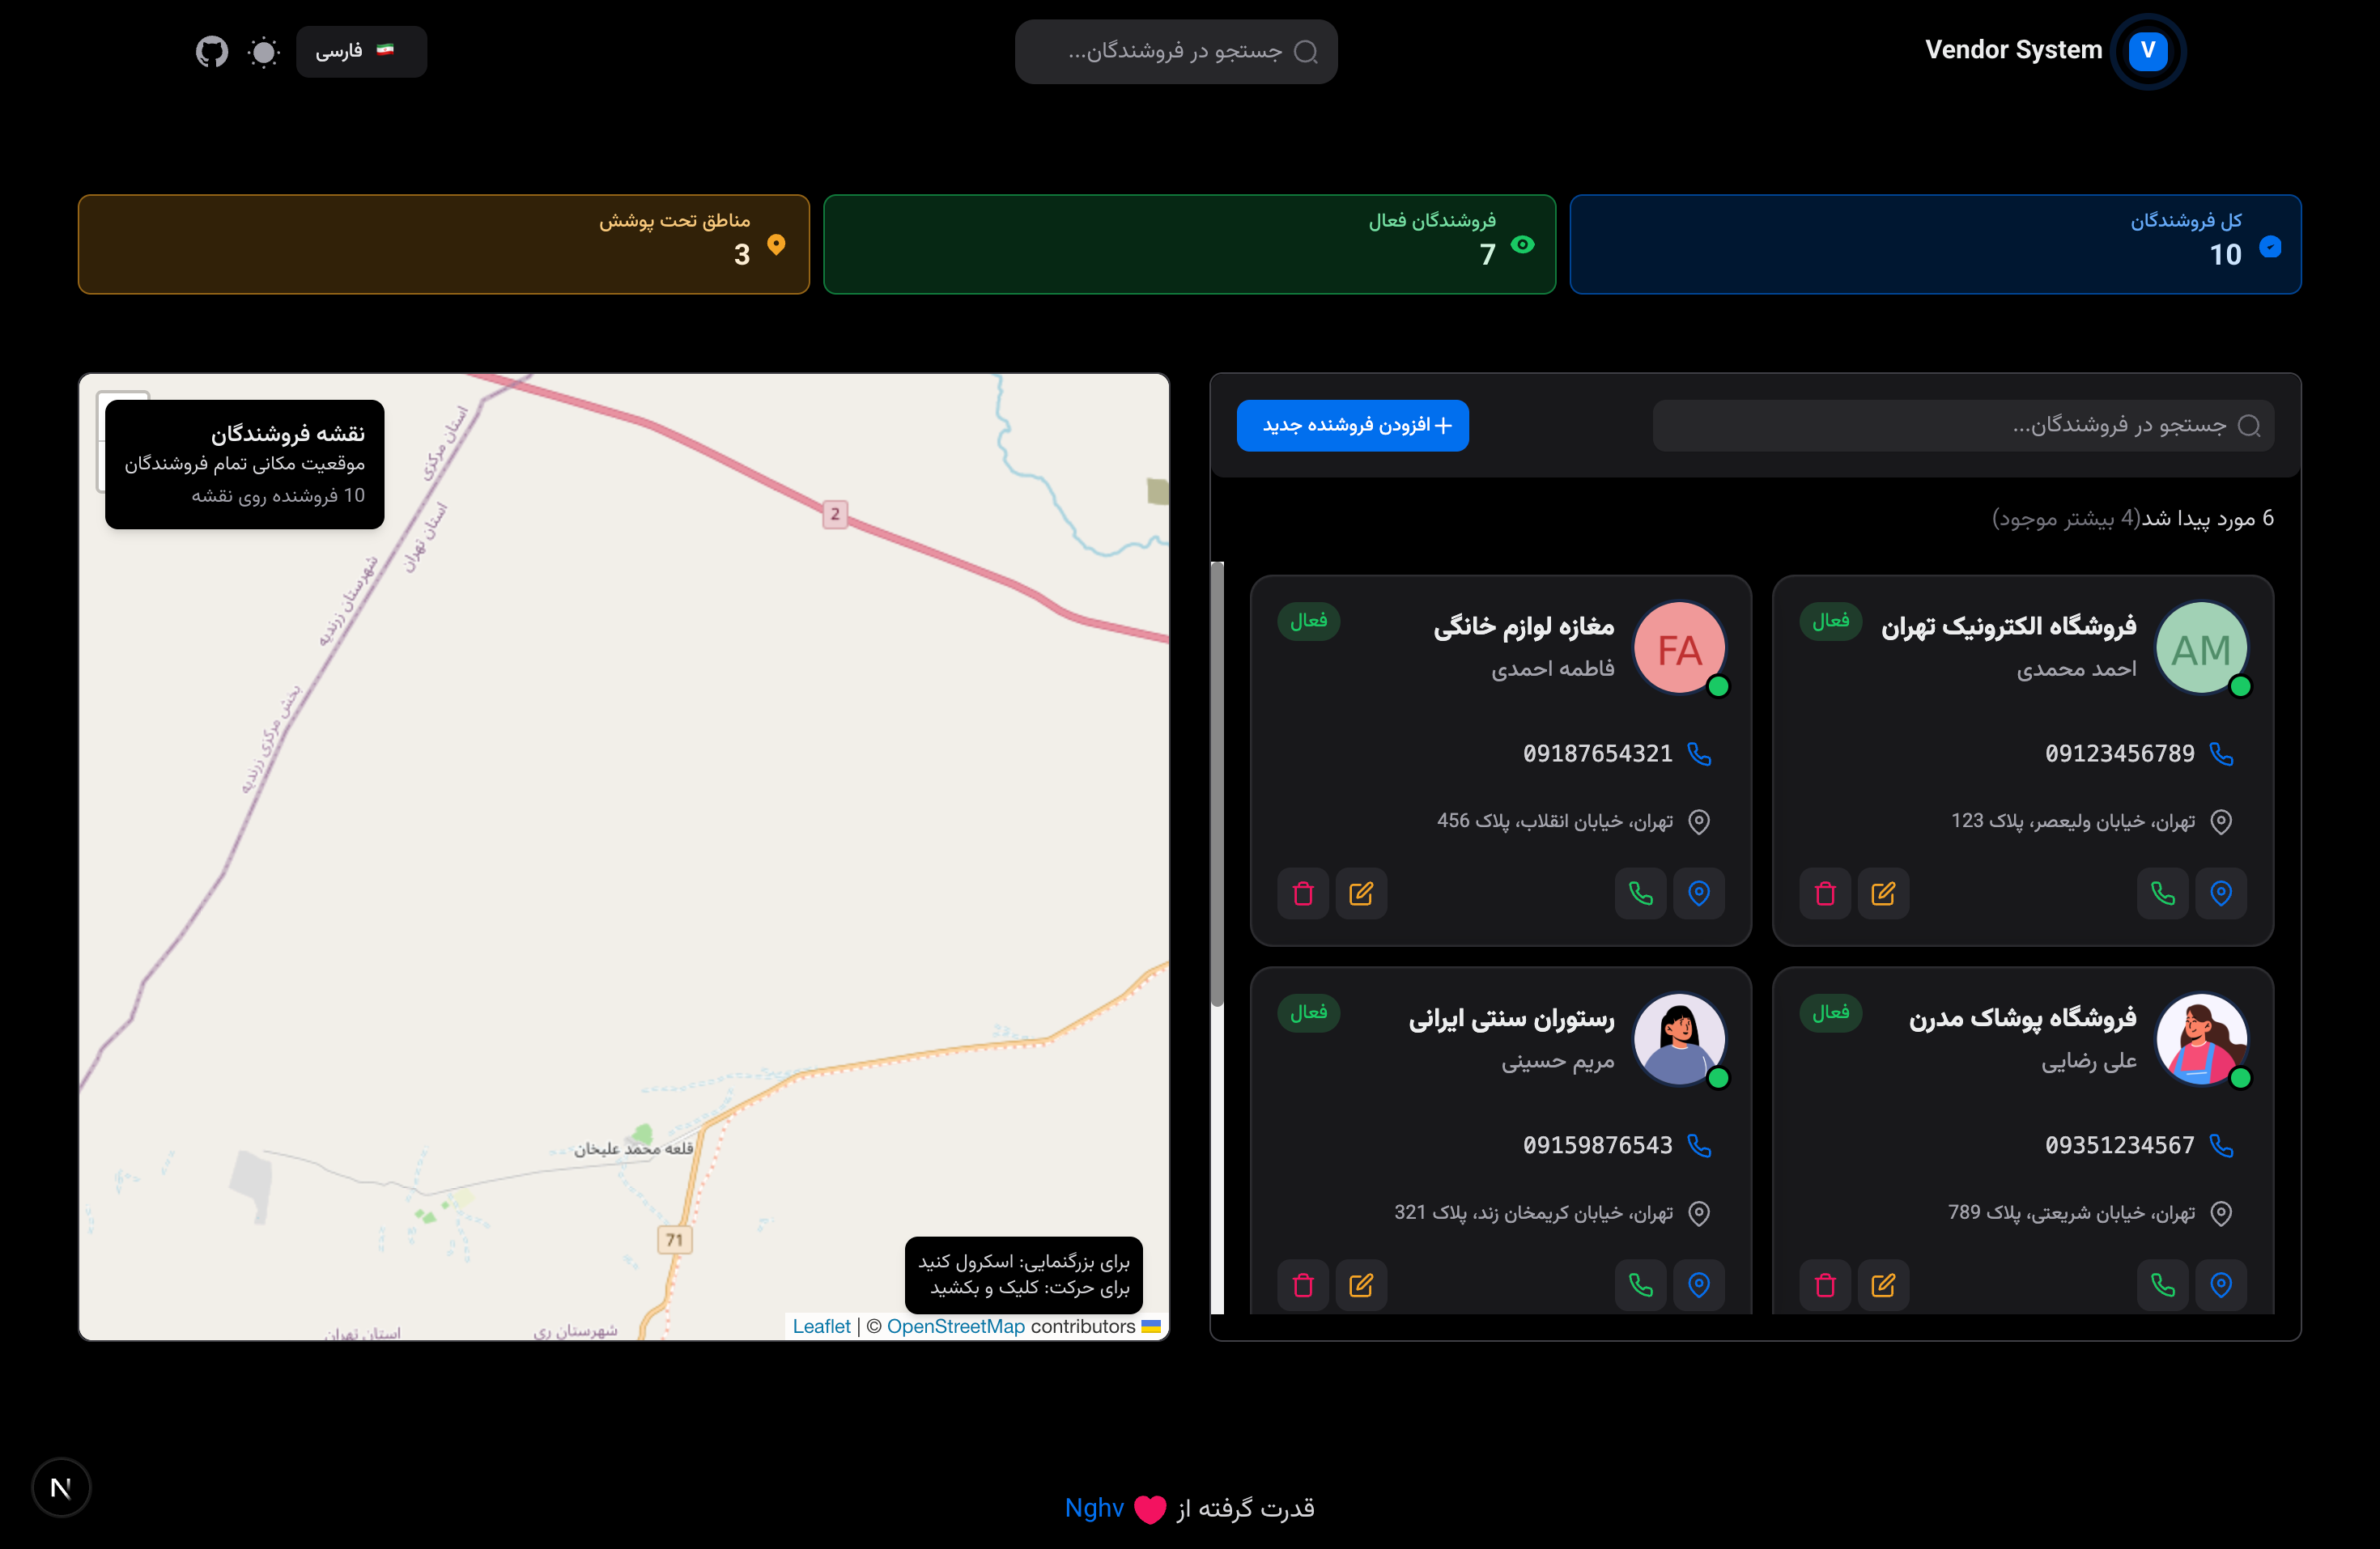 V
Vendor System
جستجو در فروشندگان...
فارسی
کل فروشندگان
10
فروشندگان فعال
7
مناطق تحت پوشش
3
جستجو در فروشندگان...
افزودن فروشنده جدید
6 مورد پیدا شد(4 بیشتر موجود)
AM
فروشگاه الکترونیک تهران
احمد محمدی
فعال
09123456789
تهران، خیابان ولیعصر، پلاک 123
FA
مغازه لوازم خانگی
فاطمه احمدی
فعال
09187654321
تهران، خیابان انقلاب، پلاک 456
فروشگاه پوشاک مدرن
علی رضایی
فعال
09351234567
تهران، خیابان شریعتی، پلاک 789
رستوران سنتی ایرانی
مریم حسینی
فعال
09159876543
تهران، خیابان کریمخان زند، پلاک 321
نقشه فروشندگان
موقعیت مکانی تمام فروشندگان
10 فروشنده روی نقشه
استان مرکزی
استان تهران
شهرستان زرندیه
بخش مرکزی زرندیه
2
قلعه محمد علیخان
71
استان تهران
شهرستان ری
برای بزرگنمایی: اسکرول کنید
برای حرکت: کلیک و بکشید
Leaflet | © OpenStreetMap contributors
قدرت گرفته از Nghv
N